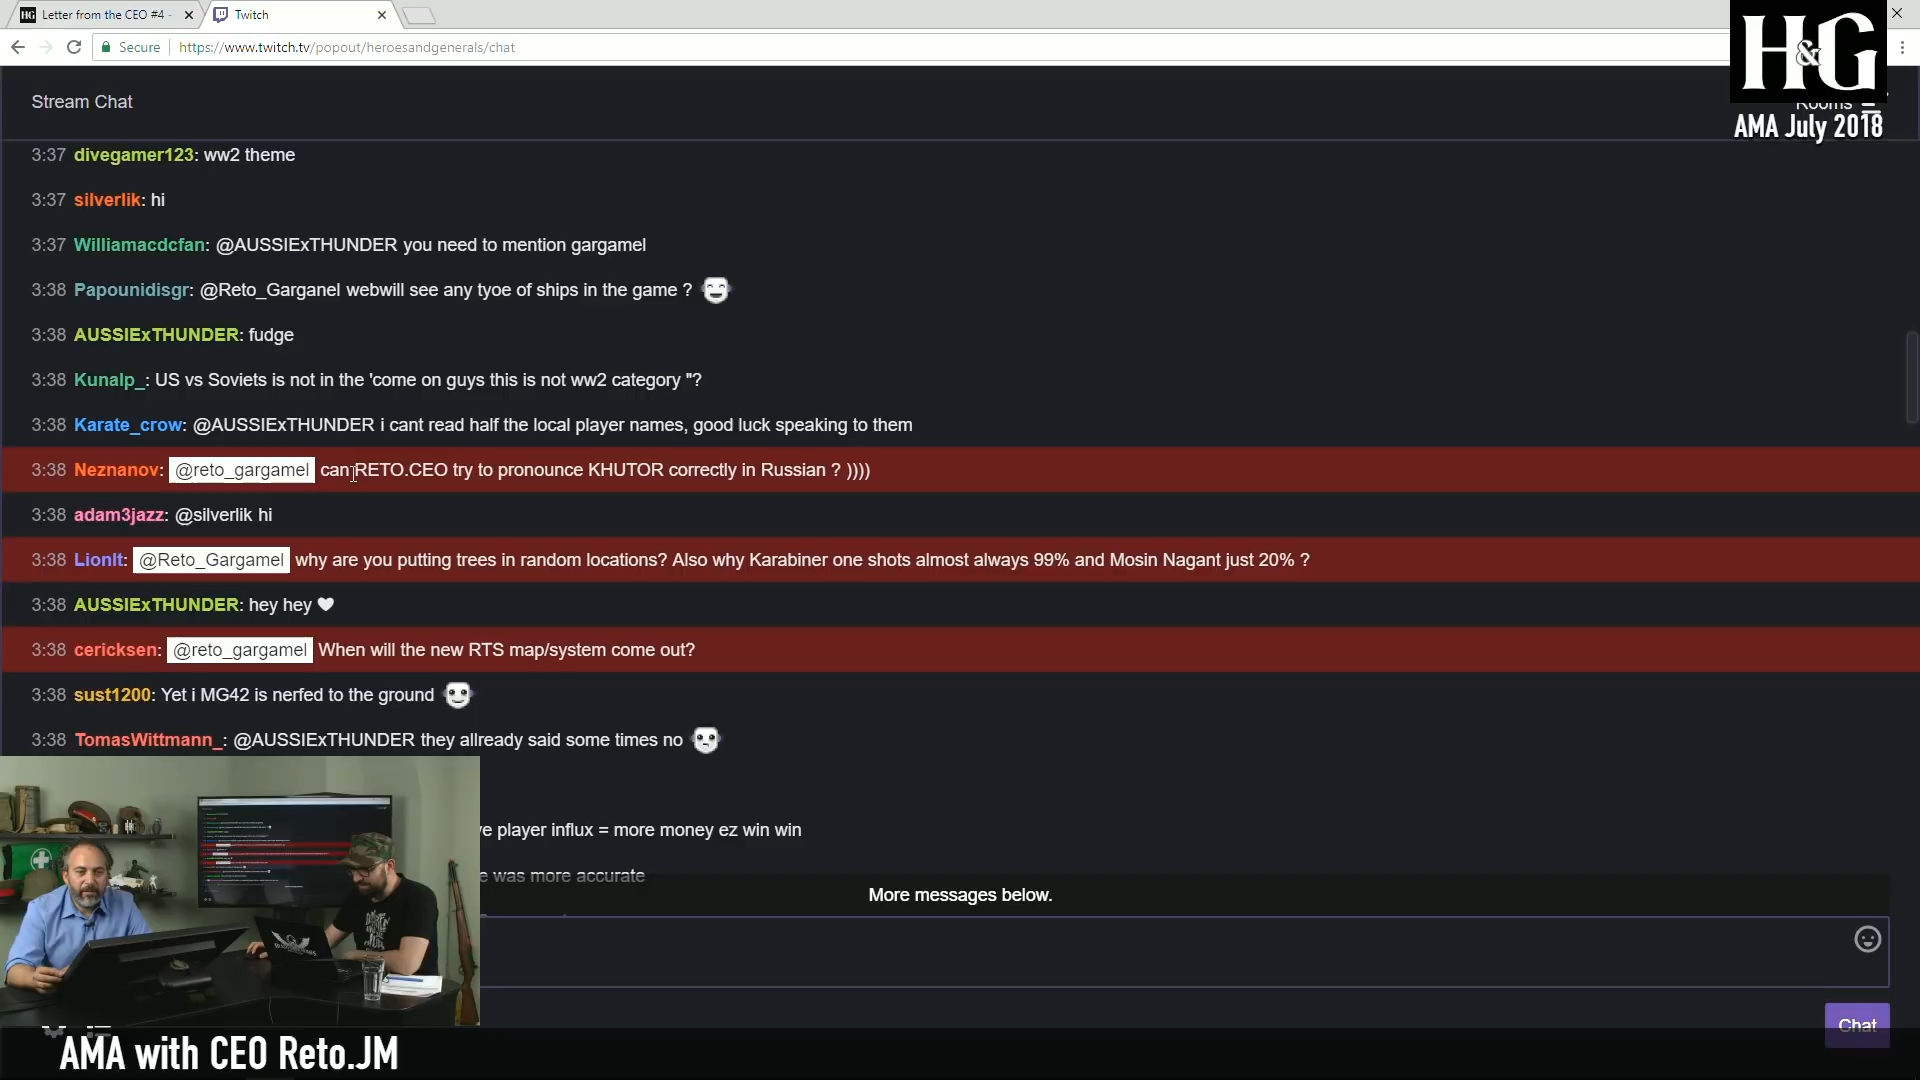 HG Letter from the CEO #4 -
Twitch
Secure https://www.twitch.tv/popout/heroesandgenerals/chat
H&G
Stream Chat
Rooms
AMA July 2018
3:37 divegamer123: ww2 theme
3:37 silverlik: hi
3:37 Williamacdcfan: @AUSSIExTHUNDER you need to mention gargamel
3:38 Papounidisgr: @Reto_Garganel webwill see any tyoe of ships in the game ?
3:38 AUSSIExTHUNDER: fudge
3:38 Kunalp_: US vs Soviets is not in the 'come on guys this is not ww2 category "?
3:38 Karate_crow: @AUSSIExTHUNDER i cant read half the local player names, good luck speaking to them
3:38 Neznanov: @reto_gargamel can RETO.CEO try to pronounce KHUTOR correctly in Russian ? ))))
3:38 adam3jazz: @silverlik hi
3:38 LionIt: @Reto_Gargamel why are you putting trees in random locations? Also why Karabiner one shots almost always 99% and Mosin Nagant just 20% ?
3:38 AUSSIExTHUNDER: hey hey
3:38 cericksen: @reto_gargamel When will the new RTS map/system come out?
3:38 sust1200: Yet i MG42 is nerfed to the ground
3:38 TomasWittmann_: @AUSSIExTHUNDER they allready said some times no
player influx = more money ez win win
was more accurate
More messages below.
Chat
AMA with CEO Reto.JM